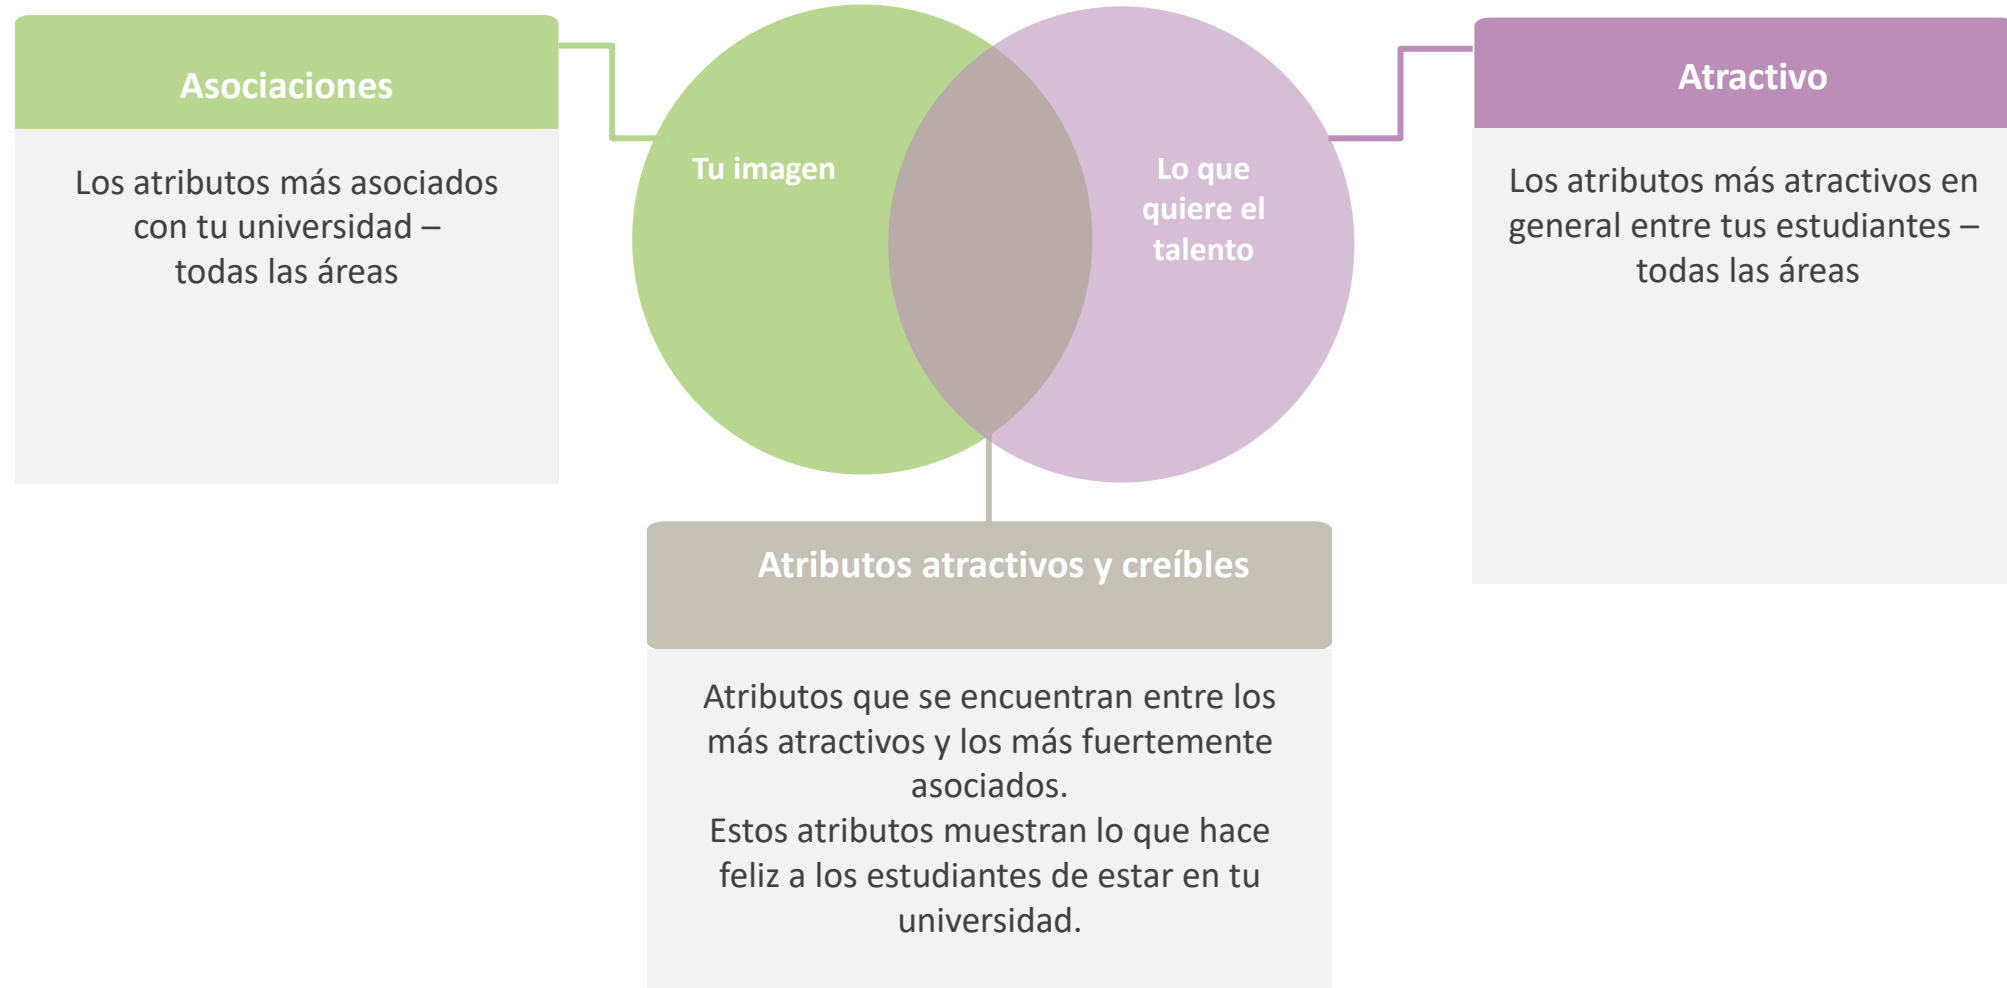 Asociaciones
Los atributos más asociados
con tu universidad –
todas las áreas
Tu imagen
Lo que
quiere el
talento
Atractivo
Los atributos más atractivos en
general entre tus estudiantes –
todas las áreas
Atributos atractivos y creíbles
Atributos que se encuentran entre los
más atractivos y los más fuertemente
asociados.
Estos atributos muestran lo que hace
feliz a los estudiantes de estar en tu
universidad.